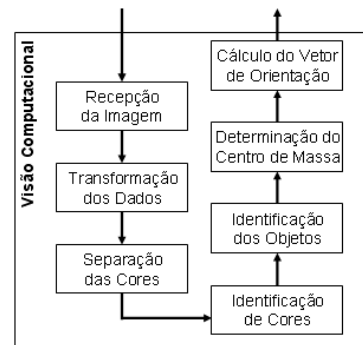 Visão Computacional
Recepção
da Imagem
Transformação
dos Dados
Separação
das Cores
Identificação
de Cores
Identificação
dos Objetos
Determinação do
Centro de Massa
Cálculo do Vetor
de Orientação